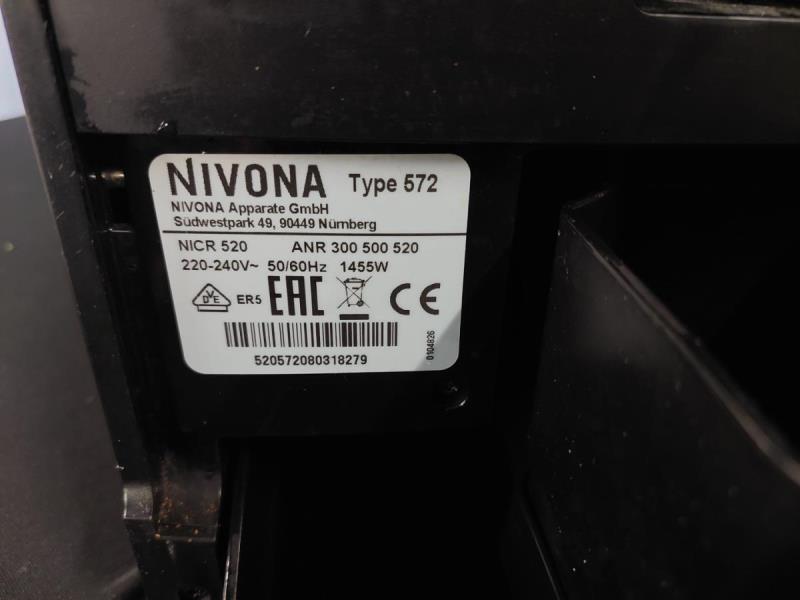 NIVONA Type 572
NIVONA Apparate GmbH
Südwestpark 49, 90449 Nürnberg
NICR 520 ANR 300 500 520
220-240V~ 50/60Hz 1455W
DVE ER5 EAC CE
520572080318279
0104826